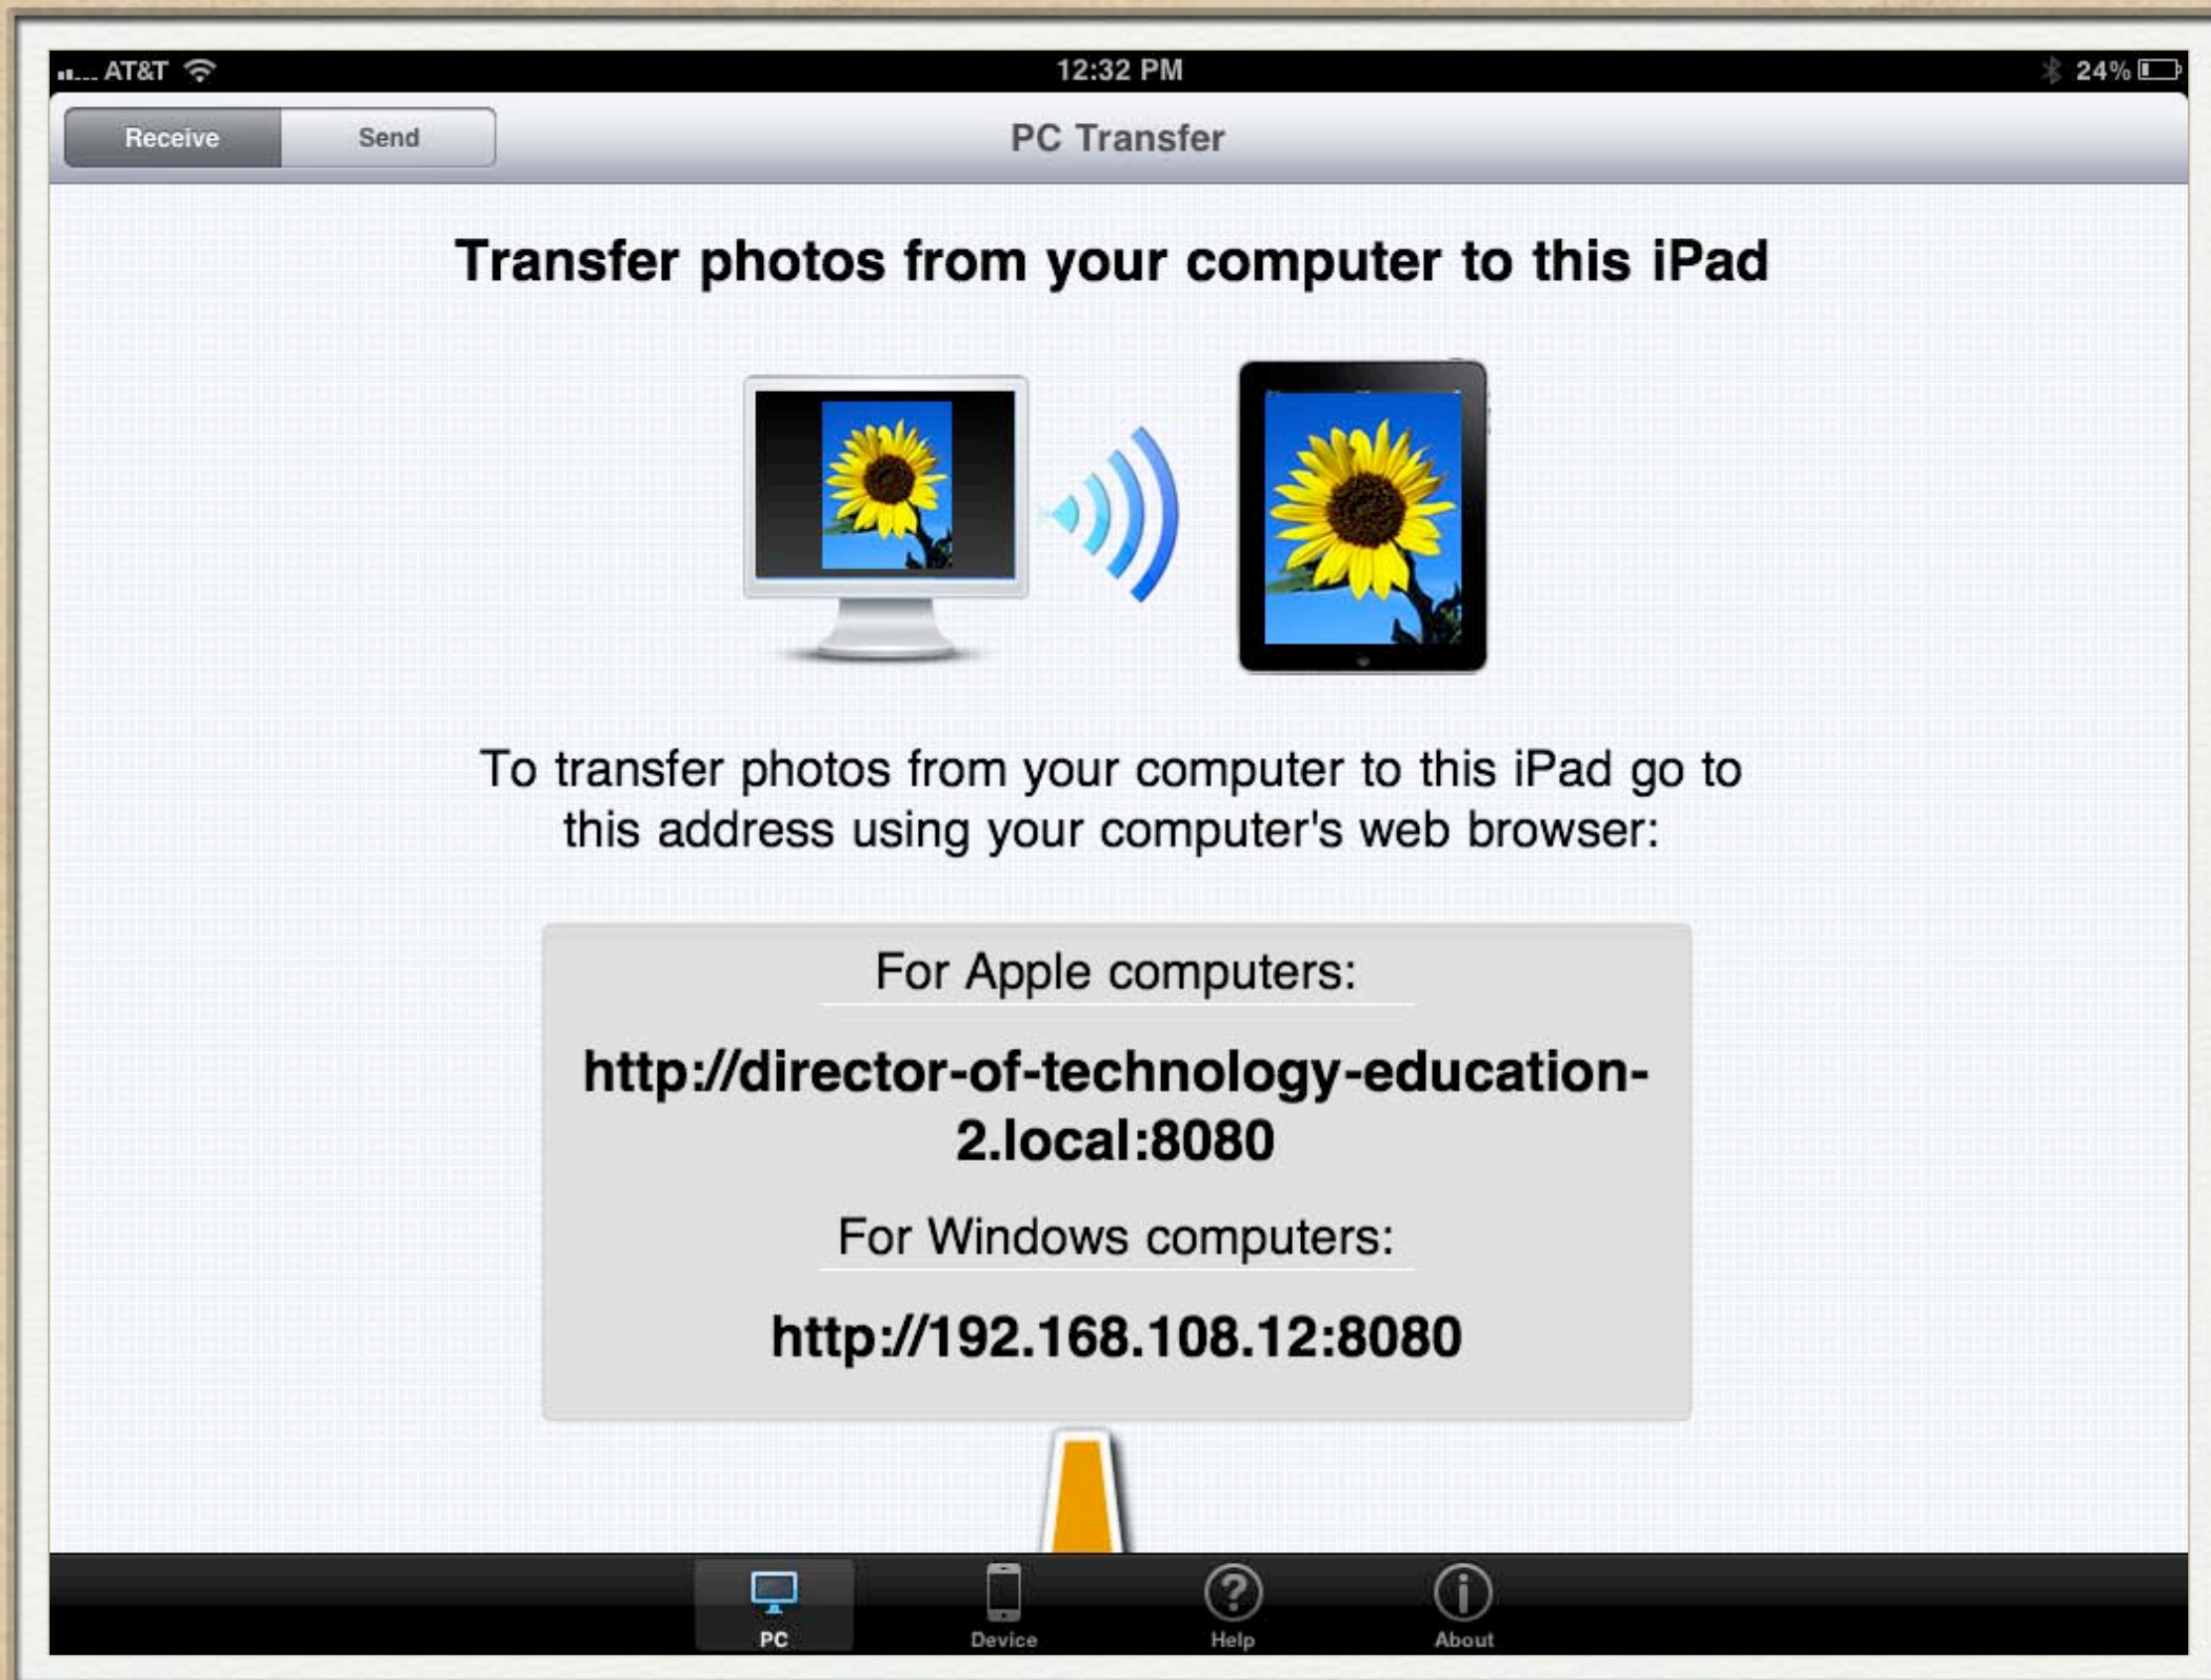 AT&T 12:32 PM 24%
Receive Send PC Transfer
Transfer photos from your computer to this iPad
To transfer photos from your computer to this iPad go to
this address using your computer's web browser:
For Apple computers:
http://director-of-technology-education-
2.local:8080
For Windows computers:
http://192.168.108.12:8080
PC Device Help About